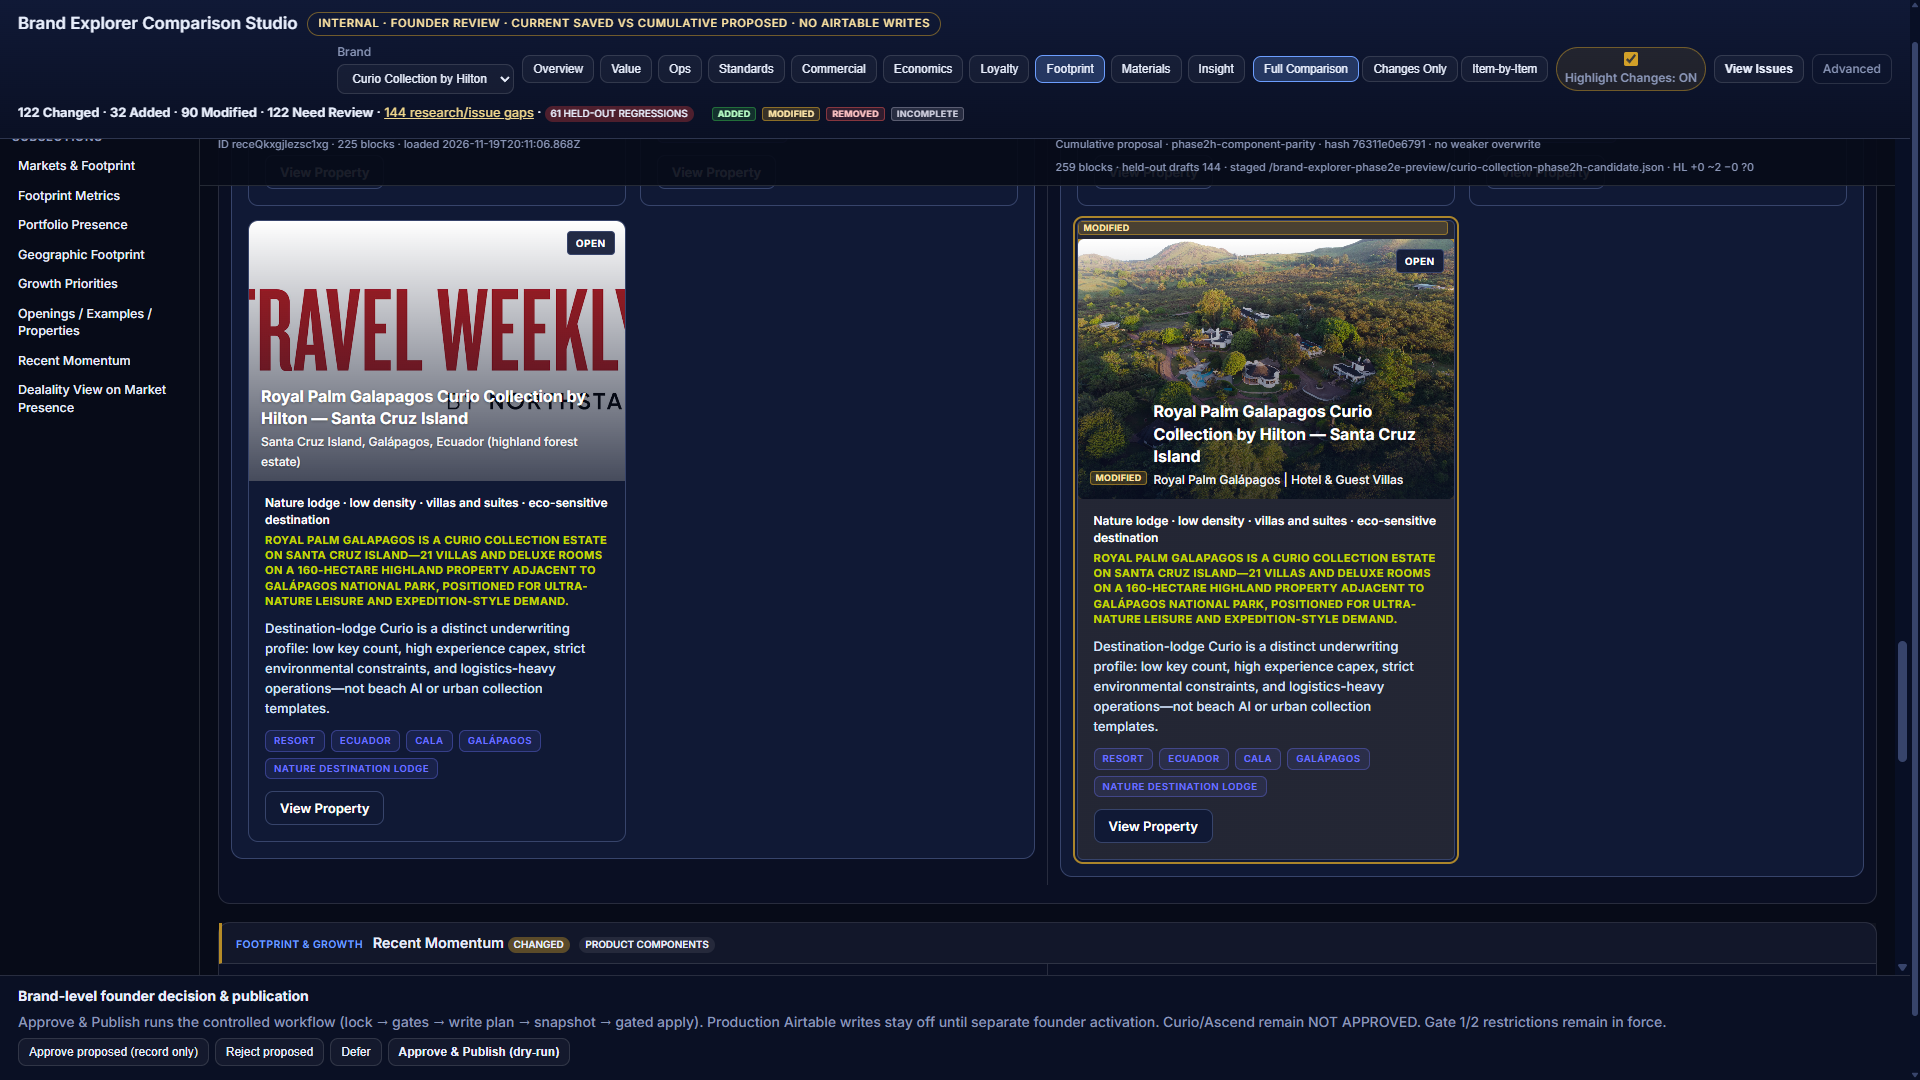 Brand Explorer Comparison Studio
INTERNAL · FOUNDER REVIEW · CURRENT SAVED VS CUMULATIVE PROPOSED · NO AIRTABLE WRITES
Brand
Curio Collection by Hilton
Overview
Value
Ops
Standards
Commercial
Economics
Loyalty
Footprint
Materials
Insight
Full Comparison
Changes Only
Item-by-Item
Highlight Changes: ON
View Issues
Advanced
122 Changed · 32 Added · 90 Modified · 122 Need Review · 144 research/issue gaps · 61 HELD-OUT REGRESSIONS
ADDED
MODIFIED
REMOVED
INCOMPLETE
Markets & Footprint
Footprint Metrics
Portfolio Presence
Geographic Footprint
Growth Priorities
Openings / Examples /
Properties
Recent Momentum
Deality View on Market
Presence
ID receQkxgjlezsc1xg · 225 blocks · loaded 2026-11-19T20:11:06.868Z
View Property
View Property
OPEN
TRAVEL WEEKLY
BY NORTHSTA
Royal Palm Galapagos Curio Collection by
Hilton — Santa Cruz Island
Santa Cruz Island, Galápagos, Ecuador (highland forest
estate)
Nature lodge · low density · villas and suites · eco-sensitive
destination
ROYAL PALM GALAPAGOS IS A CURIO COLLECTION ESTATE
ON SANTA CRUZ ISLAND—21 VILLAS AND DELUXE ROOMS
ON A 160-HECTARE HIGHLAND PROPERTY ADJACENT TO
GALÁPAGOS NATIONAL PARK, POSITIONED FOR ULTRA-
NATURE LEISURE AND EXPEDITION-STYLE DEMAND.
Destination-lodge Curio is a distinct underwriting
profile: low key count, high experience capex, strict
environmental constraints, and logistics-heavy
operations—not beach AI or urban collection
templates.
RESORT
ECUADOR
CALA
GALÁPAGOS
NATURE DESTINATION LODGE
View Property
Cumulative proposal · phase2h-component-parity · hash 76311e0e6791 · no weaker overwrite
259 blocks · held-out drafts 144 · staged /brand-explorer-phase2e-preview/curio-collection-phase2h-candidate.json · HL +0 ~2 −0 ?0
View Property
View Property
MODIFIED
OPEN
Royal Palm Galapagos Curio
Collection by Hilton — Santa Cruz
Island
MODIFIED
Royal Palm Galápagos | Hotel & Guest Villas
Nature lodge · low density · villas and suites · eco-sensitive
destination
ROYAL PALM GALAPAGOS IS A CURIO COLLECTION ESTATE
ON SANTA CRUZ ISLAND—21 VILLAS AND DELUXE ROOMS
ON A 160-HECTARE HIGHLAND PROPERTY ADJACENT TO
GALÁPAGOS NATIONAL PARK, POSITIONED FOR ULTRA-
NATURE LEISURE AND EXPEDITION-STYLE DEMAND.
Destination-lodge Curio is a distinct underwriting
profile: low key count, high experience capex, strict
environmental constraints, and logistics-heavy
operations—not beach AI or urban collection
templates.
RESORT
ECUADOR
CALA
GALÁPAGOS
NATURE DESTINATION LODGE
View Property
FOOTPRINT & GROWTH
Recent Momentum
CHANGED
PRODUCT COMPONENTS
Brand-level founder decision & publication
Approve & Publish runs the controlled workflow (lock → gates → write plan → snapshot → gated apply). Production Airtable writes stay off until separate founder activation. Curio/Ascend remain NOT APPROVED. Gate 1/2 restrictions remain in force.
Approve proposed (record only)
Reject proposed
Defer
Approve & Publish (dry-run)